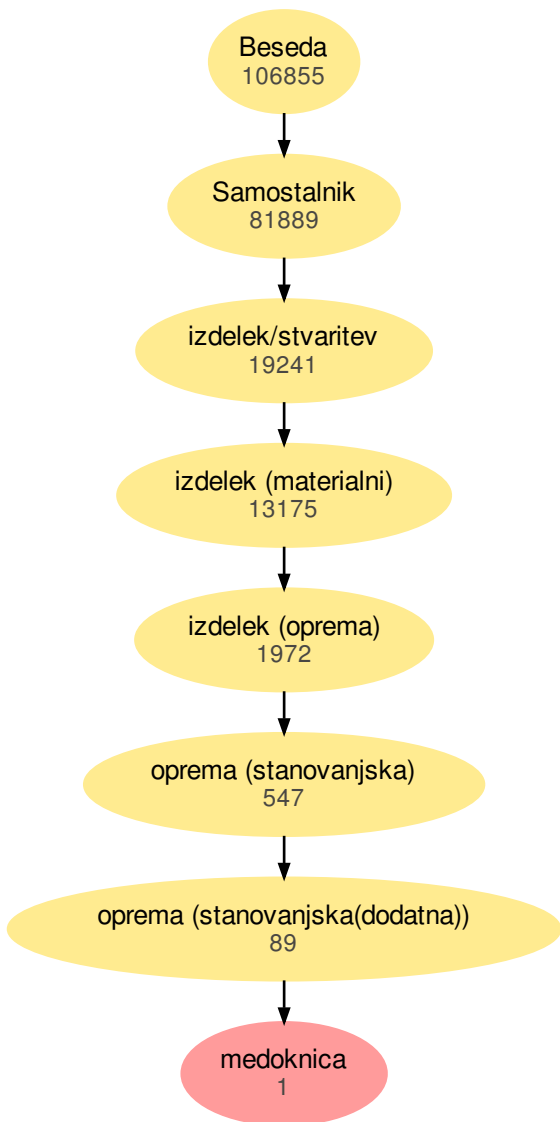 Beseda
106855
Samostalnik
81889
izdelek/stvaritev
19241
izdelek (materialni)
13175
izdelek (oprema)
1972
oprema (stanovanjska)
547
oprema (stanovanjska(dodatna))
89
medoknica
1